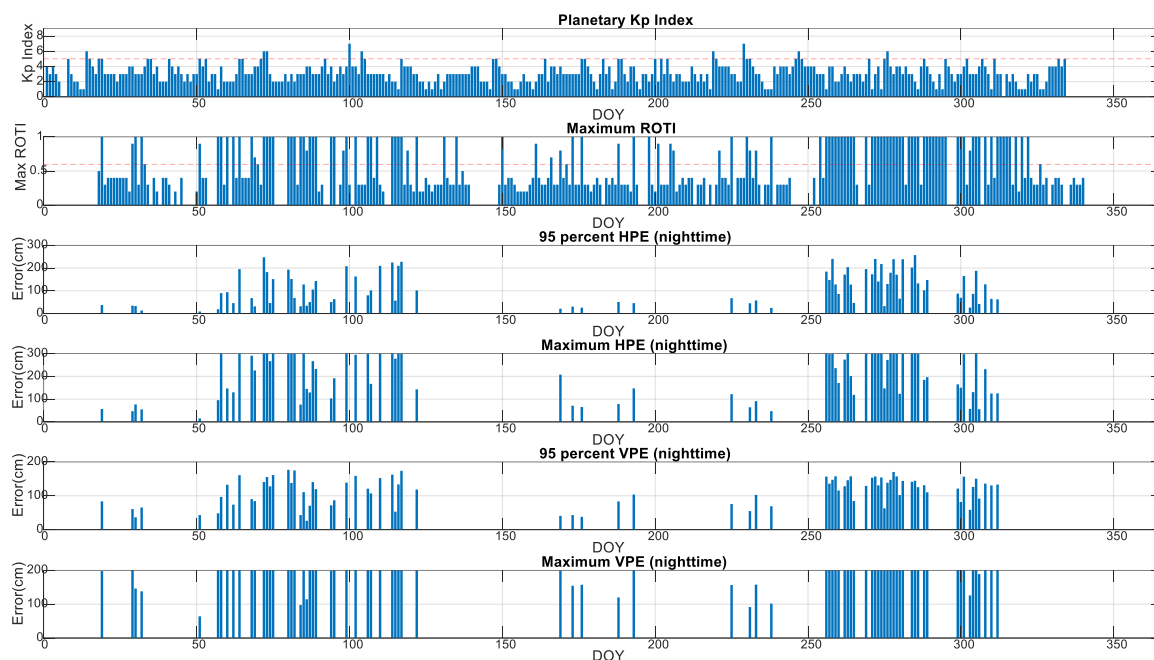 Planetary Kp Index
Kp Index
8
6
4
2
0
0 50 100 150 200 250 300 350
DOY
Maximum ROTI
Max ROTI
1
0.5
0
0 50 100 150 200 250 300 350
DOY
95 percent HPE (nighttime)
Error(cm)
300
200
100
0
0 50 100 150 200 250 300 350
DOY
Maximum HPE (nighttime)
Error(cm)
300
200
100
0
0 50 100 150 200 250 300 350
DOY
95 percent VPE (nighttime)
Error(cm)
200
100
0
0 50 100 150 200 250 300 350
DOY
Maximum VPE (nighttime)
Error(cm)
200
100
0
0 50 100 150 200 250 300 350
DOY